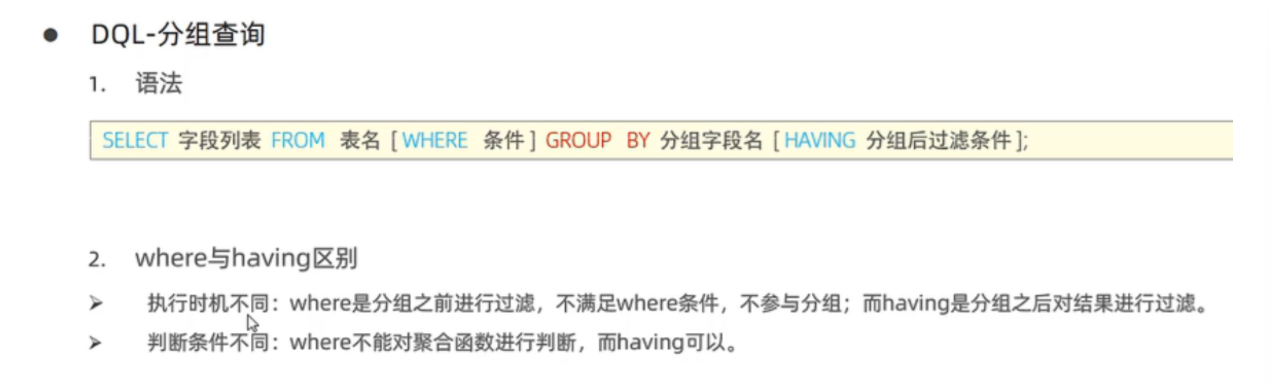 ● DQL-分组查询
1. 语法
SELECT 字段列表 FROM 表名 [ WHERE 条件 ] GROUP BY 分组字段名 [ HAVING 分组后过滤条件 ];
2. where与having区别
➢ 执行时机不同：where是分组之前进行过滤，不满足where条件，不参与分组；而having是分组之后对结果进行过滤。
➢ 判断条件不同：where不能对聚合函数进行判断，而having可以。